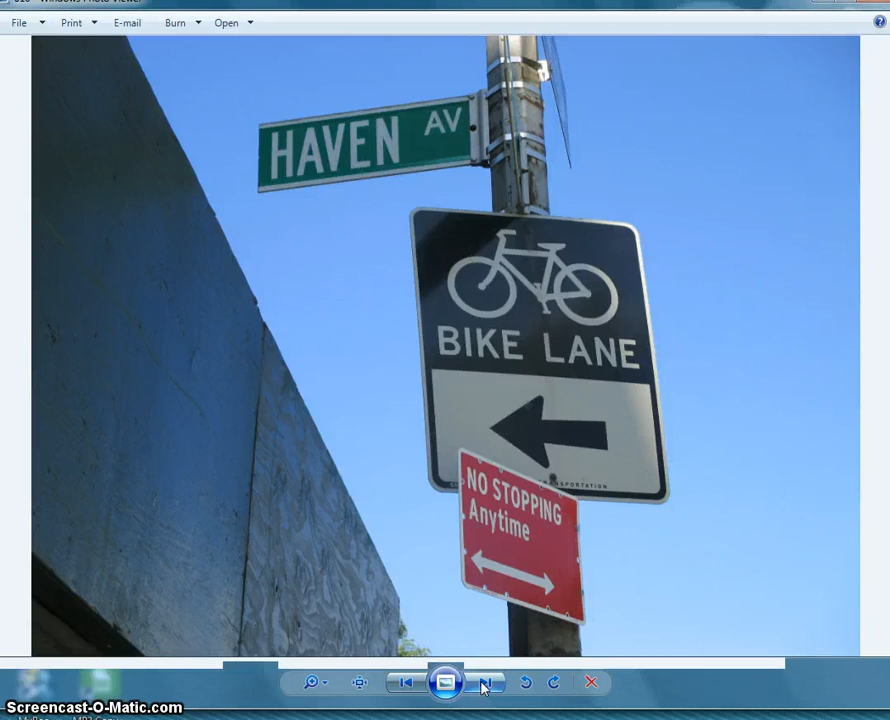 File Print E-mail Burn Open
HAVEN AV
BIKE LANE
NO STOPPING
Anytime
Screencast-O-Matic.com